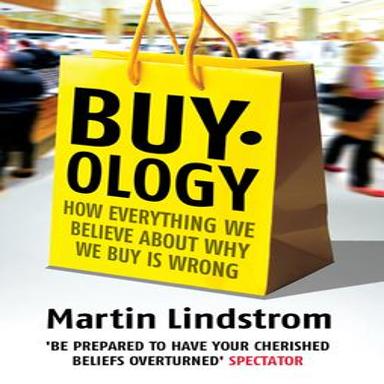 BUY•
OLOGY
HOW EVERYTHING WE
BELIEVE ABOUT WHY
WE BUY IS WRONG
Martin Lindstrom
'BE PREPARED TO HAVE YOUR CHERISHED
BELIEFS OVERTURNED' SPECTATOR